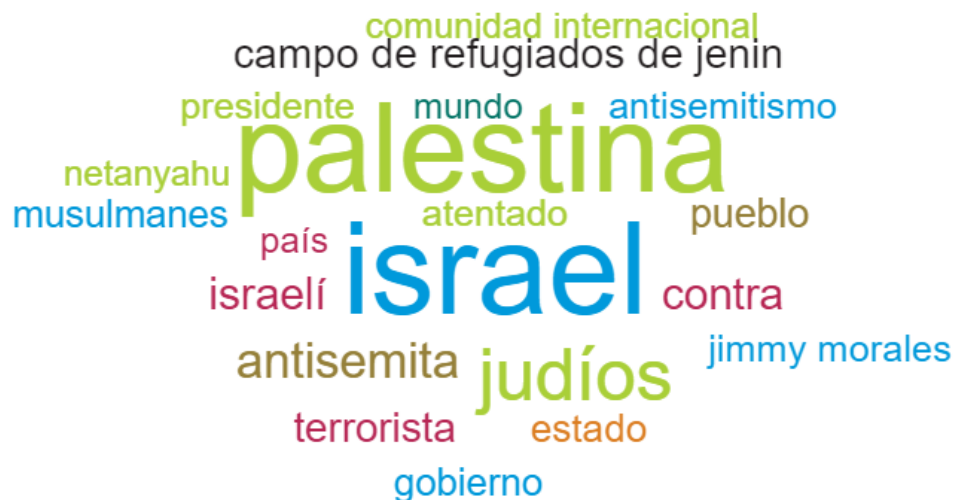 comunidad internacional
campo de refugiados de jenin
presidente mundo antisemitismo
palestina
netanyahu
musulmanes atentado pueblo
país
israel
israelí contra
jimmy morales
antisemita judíos
terrorista estado
gobierno